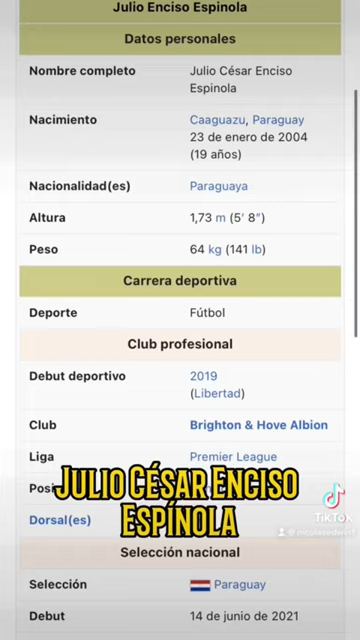 Julio Enciso Espinola
Datos personales
Nombre completo Julio César Enciso
Espinola
Nacimiento Caaguazu, Paraguay
23 de enero de 2004
(19 años)
Nacionalidad(es) Paraguaya
Altura 1,73 m (5′ 8″)
Peso 64 kg (141 lb)
Carrera deportiva
Deporte Fútbol
Club profesional
Debut deportivo 2019
(Libertad)
Club Brighton & Hove Albion
Liga Premier League
JULIO CÉSAR ENCISO
ESPÍNOLA
Dorsal(es)
TikTok
Selección nacional
Selección Paraguay
Debut 14 de junio de 2021